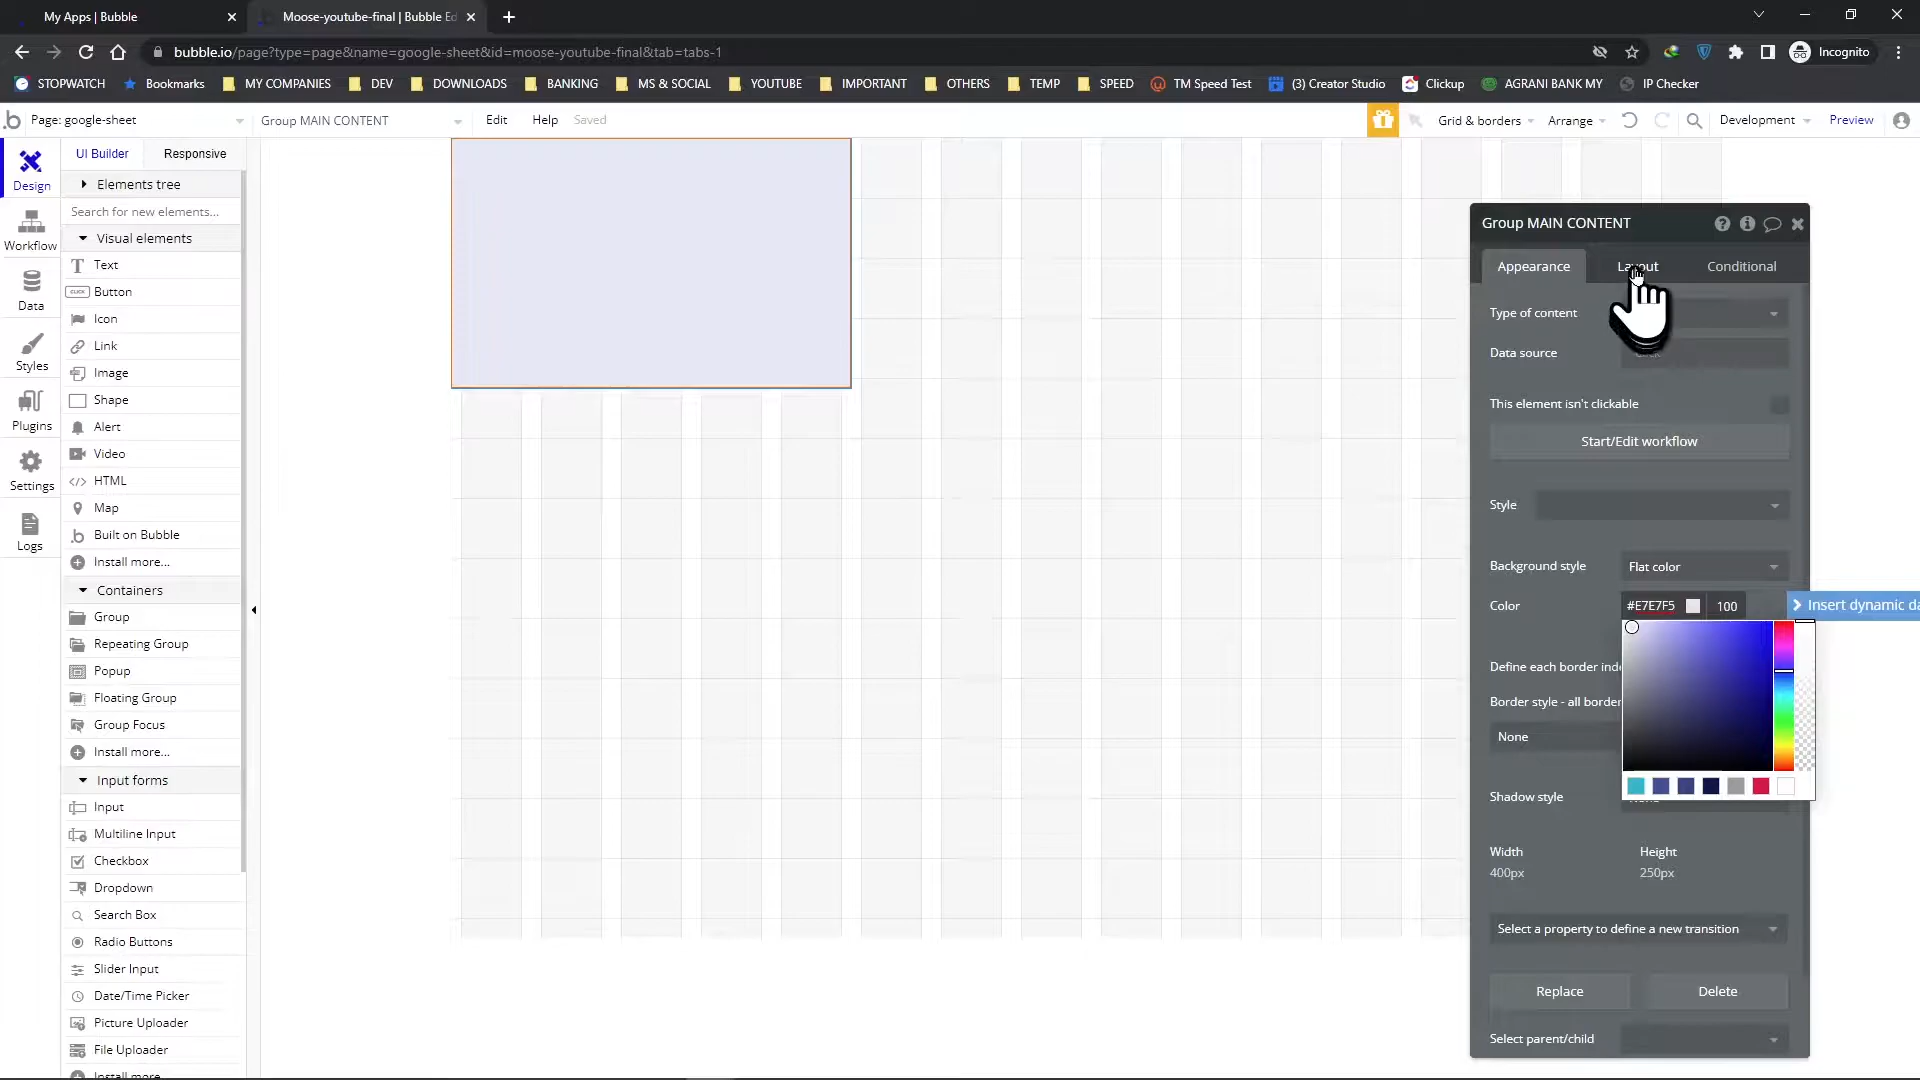 My Apps | Bubble
Moose-youtube-final | Bubble Ed
bubble.io/page?type=page&name=google-sheet&id=moose-youtube-final&tab=tabs-1
Incognito
STOPWATCH
Bookmarks
MY COMPANIES
DEV
DOWNLOADS
BANKING
MS & SOCIAL
YOUTUBE
IMPORTANT
OTHERS
TEMP
SPEED
TM Speed Test
(3) Creator Studio
Clickup
AGRANI BANK MY
IP Checker
Page: google-sheet
Group MAIN CONTENT
Edit
Help
Saved
Grid & borders
Arrange
Development
Preview
Design
Workflow
Data
Styles
Plugins
Settings
Logs
UI Builder
Responsive
Elements tree
Search for new elements...
Visual elements
Text
CLICK
Button
Icon
Link
Image
Shape
Alert
Video
HTML
Map
Built on Bubble
Install more...
Containers
Group
Repeating Group
Popup
Floating Group
Group Focus
Install more...
Input forms
Input
Multiline Input
Checkbox
Dropdown
Search Box
Radio Buttons
Slider Input
Date/Time Picker
Picture Uploader
File Uploader
Install more
Group MAIN CONTENT
Appearance
Layout
Conditional
Type of content
Data source
This element isn't clickable
Start/Edit workflow
Style
Background style
Flat color
Color
#E7E7F5
100
Insert dynamic da
Define each border inde
Border style - all border
None
Shadow style
Width
Height
400px
250px
Select a property to define a new transition
Replace
Delete
Select parent/child